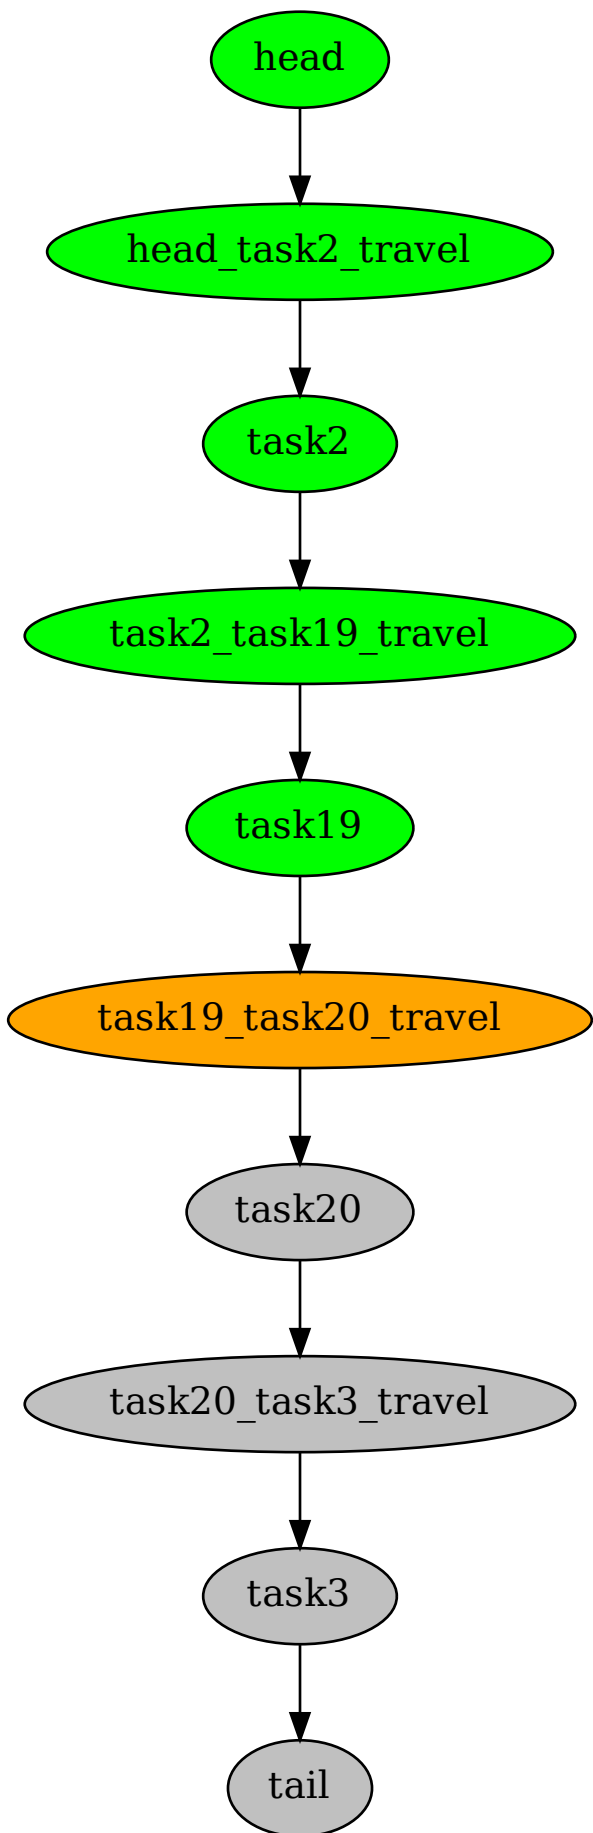 head
head_task2_travel
task2
task2_task19_travel
task19
task19_task20_travel
task20
task20_task3_travel
task3
tail